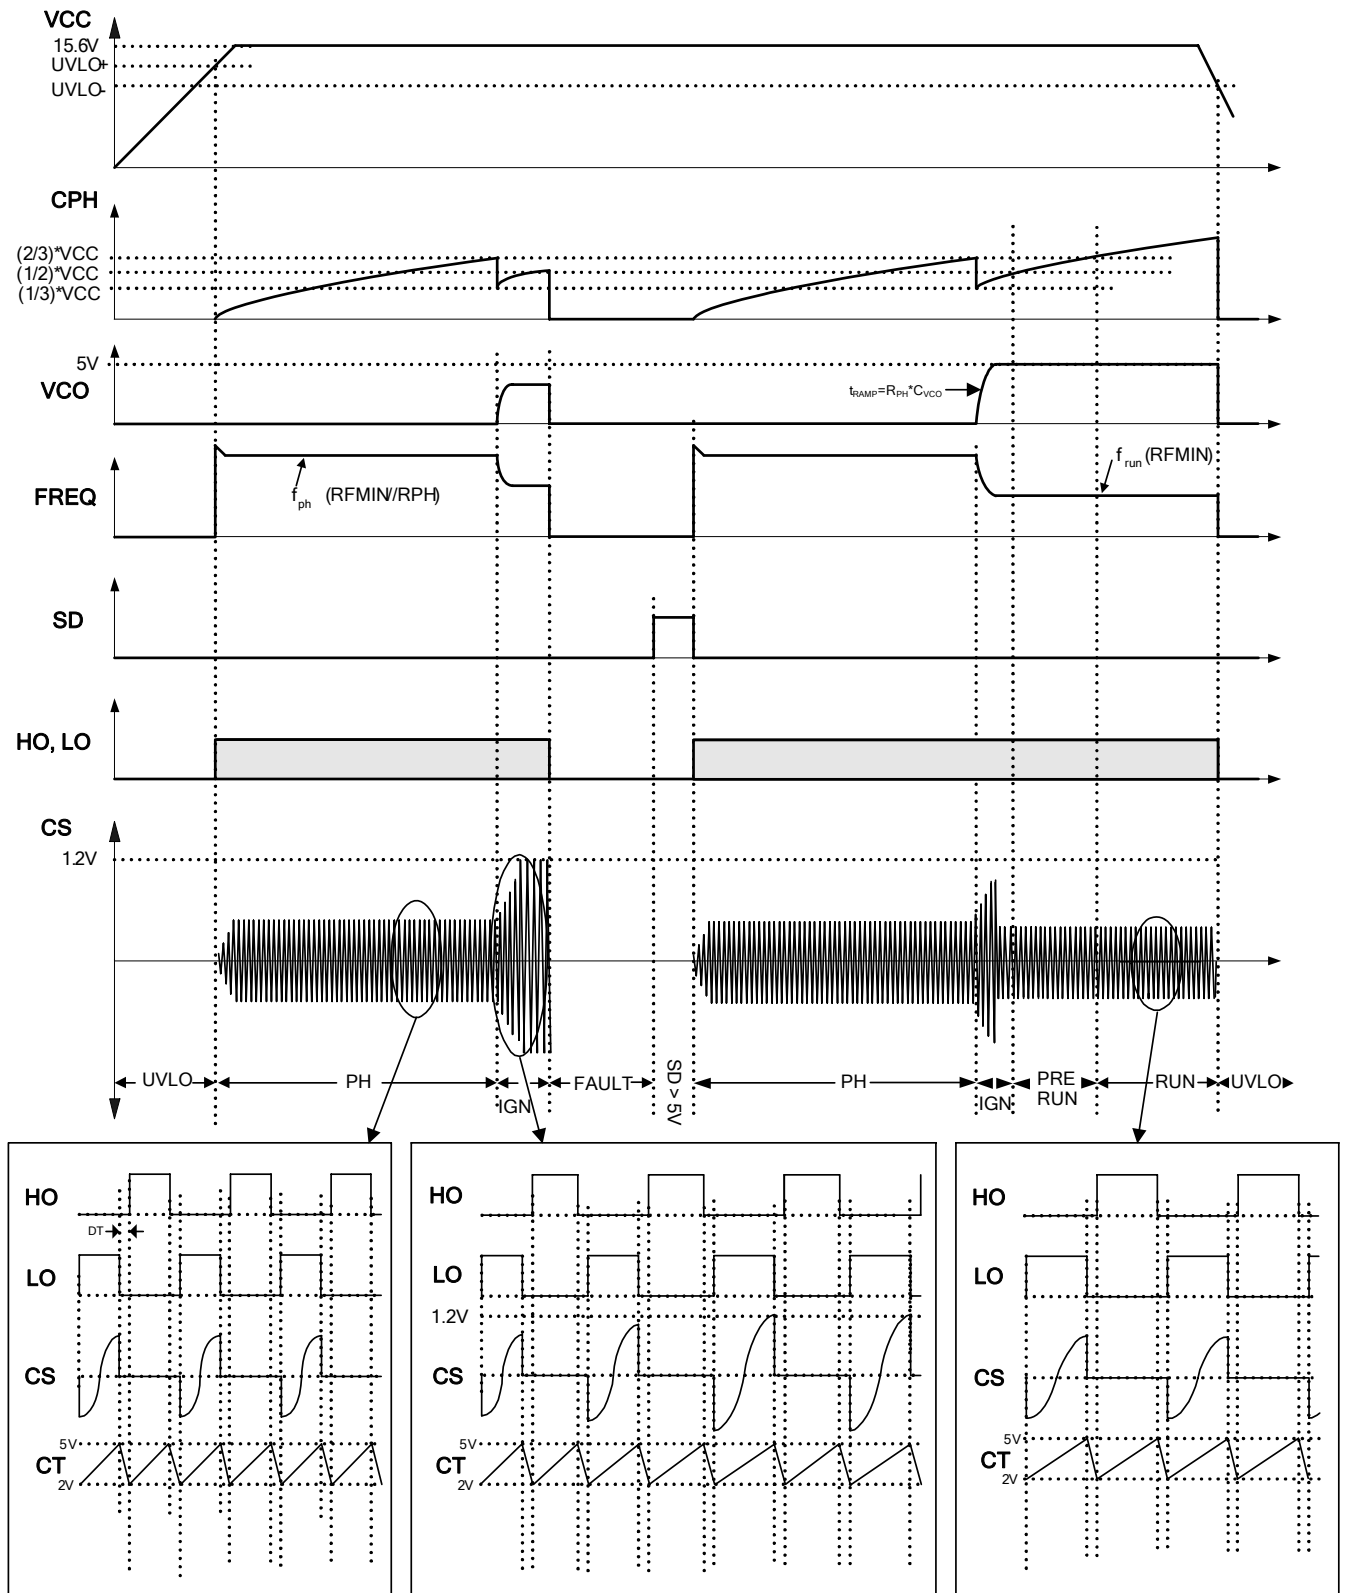 VCC
15.6V
UVLO+
UVLO-
CPH
(2/3)*VCC
(1/2)*VCC
(1/3)*VCC
5V
VCO
tRAMP=RPH*CVCO
FREQ
fph (RFMIN//RPH)
frun (RFMIN)
SD
HO, LO
CS
1.2V
UVLO
PH
IGN
FAULT
SD > 5V
PH
IGN
PRE
RUN
RUN
UVLO
HO
DT
LO
CS
5V
CT
2V
HO
LO
1.2V
CS
5V
CT
2V
HO
LO
CS
5V
CT
2V